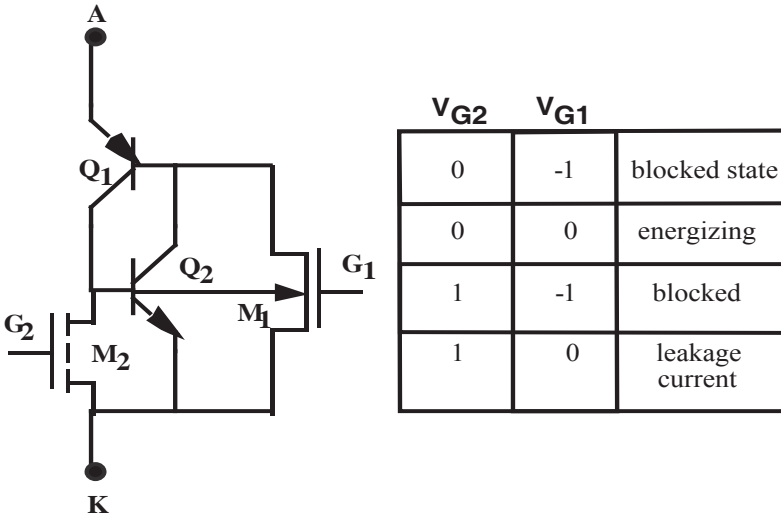 A
Q1
Q2
G1
M1
G2
M2
K
VG2 VG1
0 -1 blocked state
0 0 energizing
1 -1 blocked
1 0 leakage
current